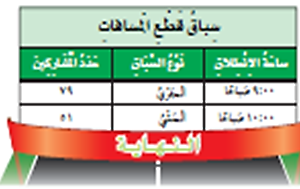 سباق قطع المسافات
ساعة الانطلاق نوع السباق عدد المشاركين
٩:٠٠ صباحًا الجري ٧٩
١٠:٠٠ صباحًا المشي ٥١
النهاية